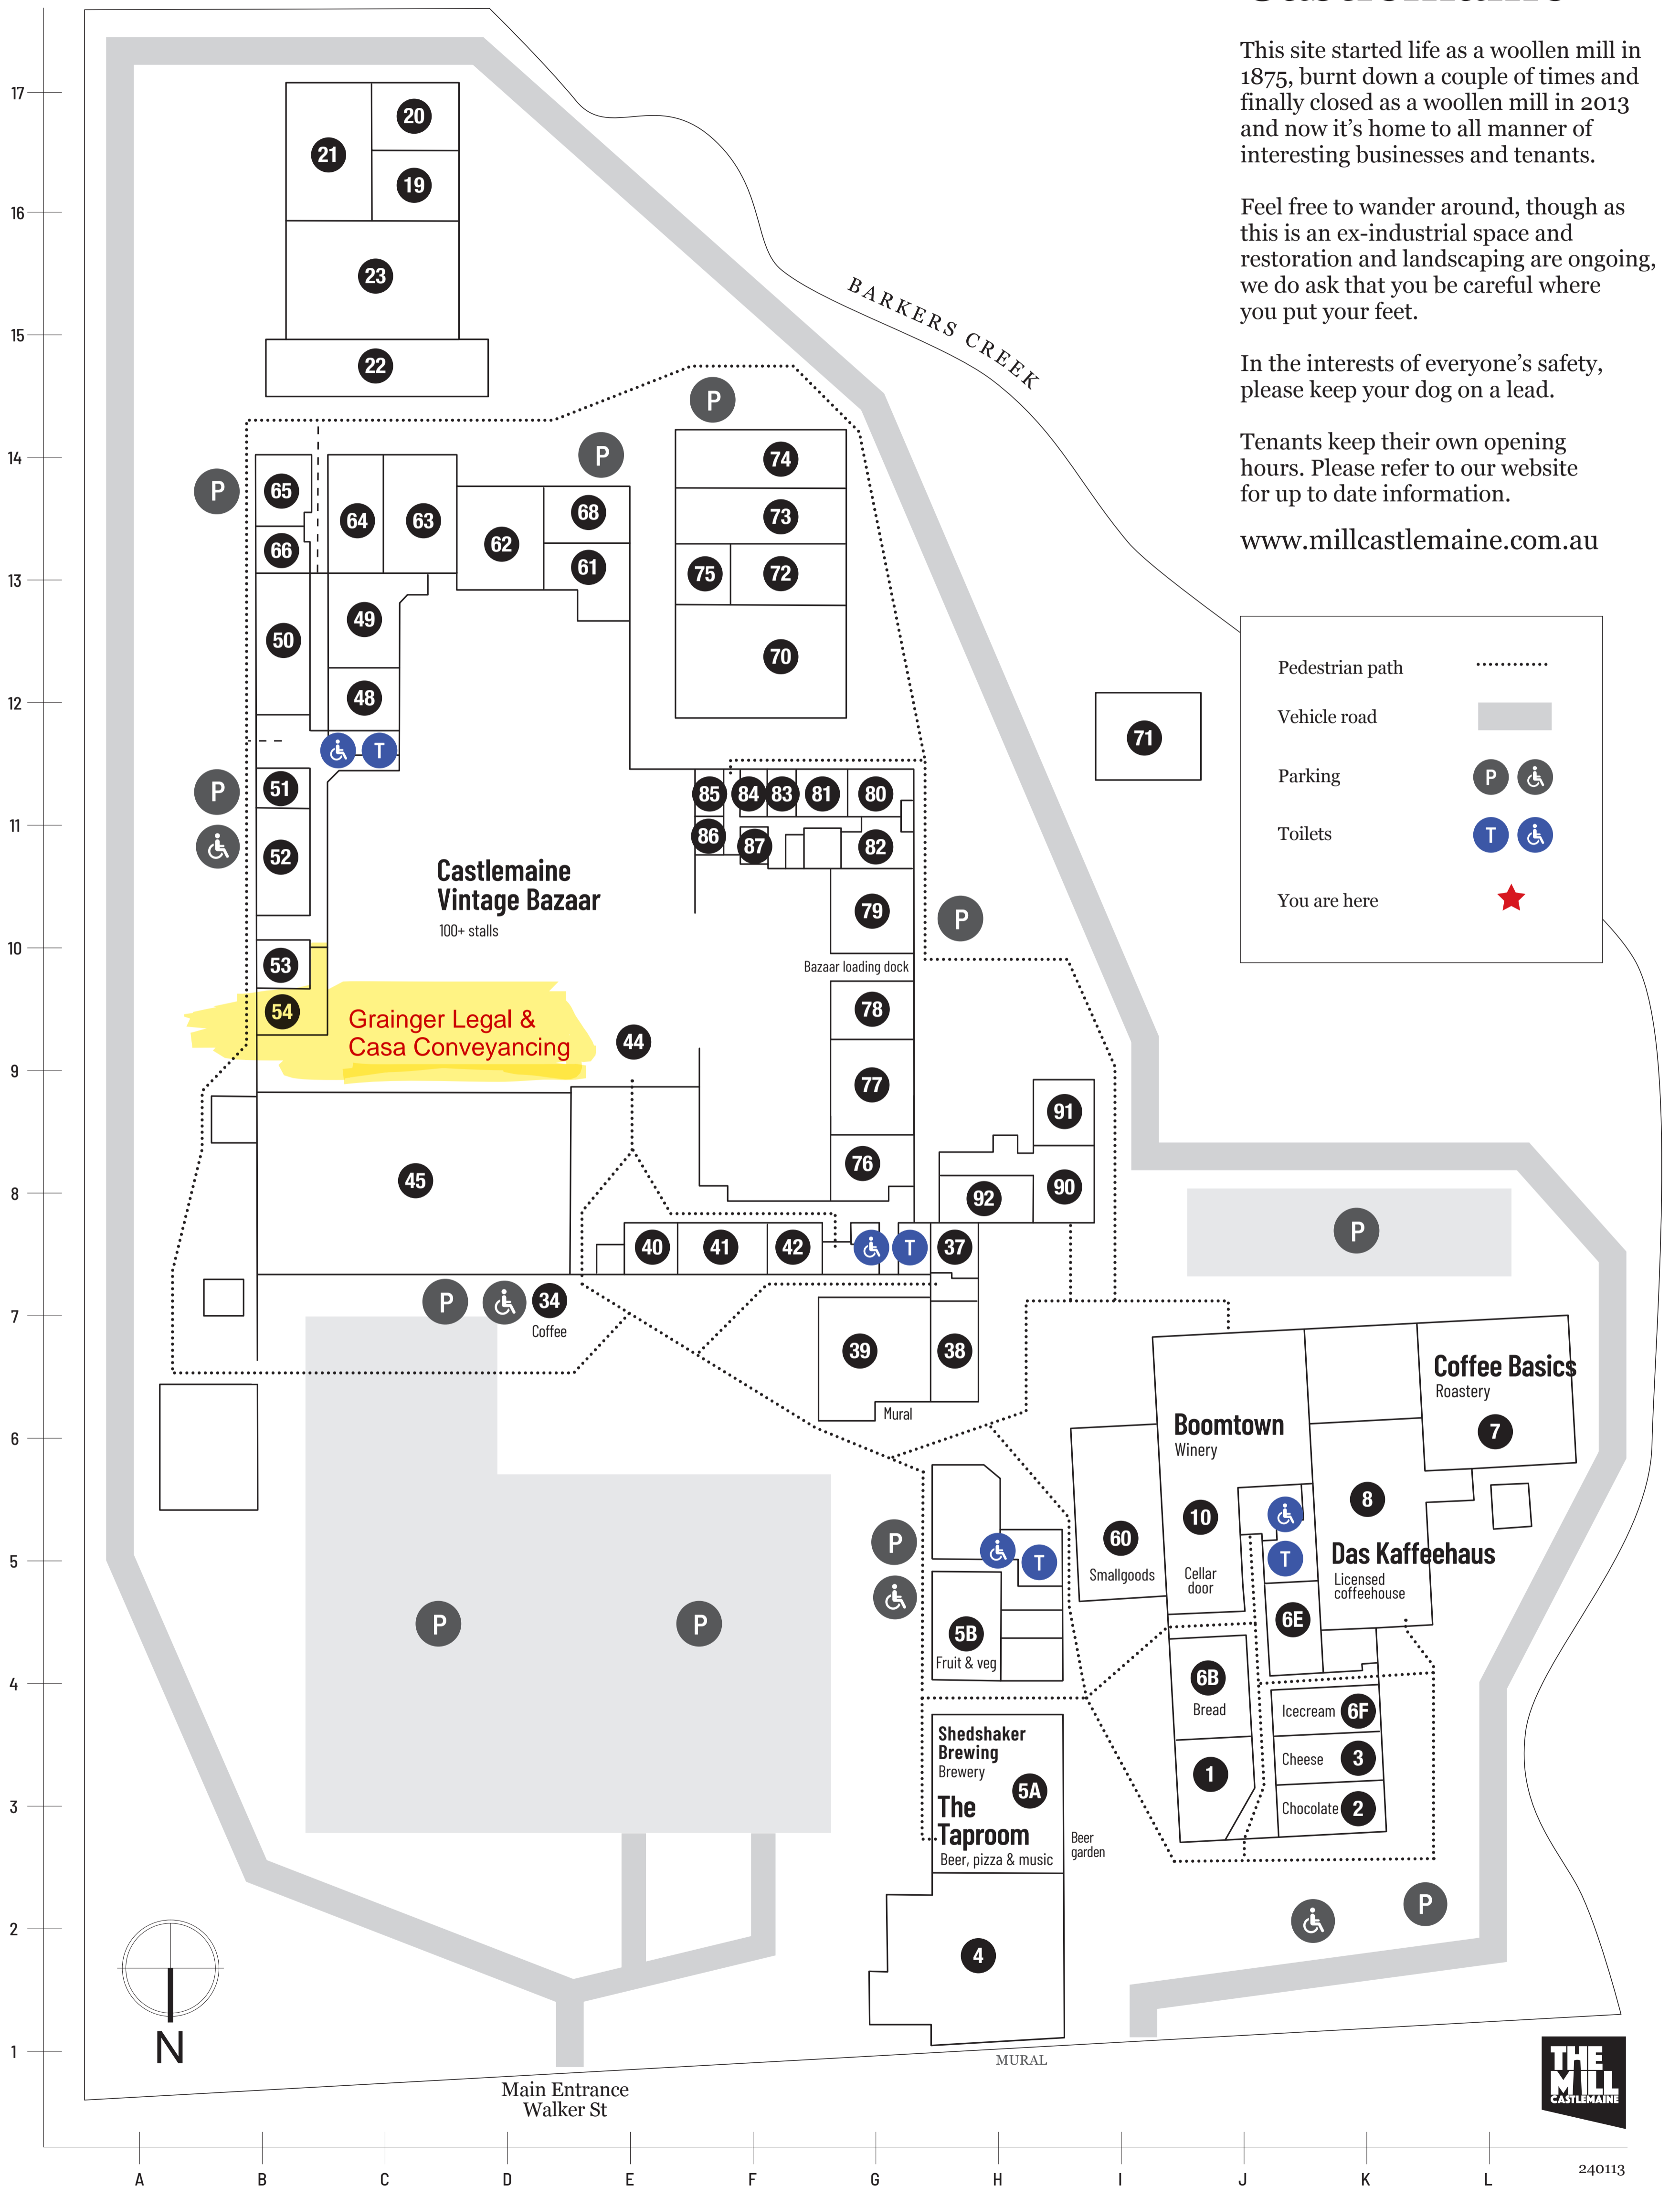 This site started life as a woollen mill in
1875, burnt down a couple of times and
finally closed as a woollen mill in 2013
and now it's home to all manner of
interesting businesses and tenants.
Feel free to wander around, though as
this is an ex-industrial space and
restoration and landscaping are ongoing,
we do ask that you be careful where
you put your feet.
In the interests of everyone's safety,
please keep your dog on a lead.
Tenants keep their own opening
hours. Please refer to our website
for up to date information.
www.millcastlemaine.com.au
Pedestrian path
Vehicle road
Parking P
Toilets T
You are here
17
16
15
14
13
12
11
10
9
8
7
6
5
4
3
2
1
20
21
19
23
22
BARKERS CREEK
P
P
74
65
P
64
63
62
68
73
66
61
75
72
50
49
70
48
71
T
P
51
85
84
83
81
80
86
87
82
52
Castlemaine
Vintage Bazaar
100+ stalls
79
P
53
Bazaar loading dock
54
78
Grainger Legal &
Casa Conveyancing
44
77
91
45
76
92
90
40
41
42
T
37
P
P
34
Coffee
39
38
Mural
Coffee Basics
Roastery
7
Boomtown
Winery
10
Cellar
door
8
Das Kaffeehaus
Licensed
coffeehouse
60
Smallgoods
T
P
T
6E
P
P
5B
Fruit & veg
6B
Bread
Icecream 6F
Cheese 3
Chocolate 2
1
Shedshaker
Brewing
Brewery
5A
The
Taproom
Beer, pizza & music
Beer
garden
4
P
N
MURAL
Main Entrance
Walker St
THE
MILL
CASTLEMAINE
A B C D E F G H I J K L
240113